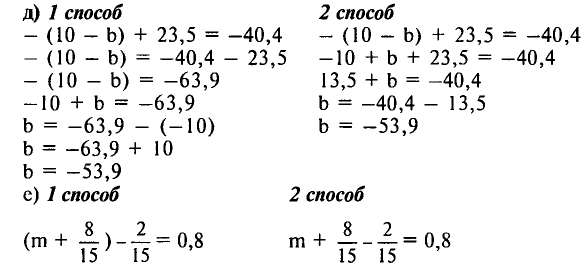 д) 1 способ
– (10 – b) + 23,5 = –40,4
– (10 – b) = –40,4 – 23,5
– (10 – b) = –63,9
–10 + b = –63,9
b = –63,9 – (–10)
b = –63,9 + 10
b = –53,9
2 способ
– (10 – b) + 23,5 = –40,4
–10 + b + 23,5 = –40,4
13,5 + b = –40,4
b = –40,4 – 13,5
b = –53,9
е) 1 способ
(m + 8/15) – 2/15 = 0,8
2 способ
m + 8/15 – 2/15 = 0,8